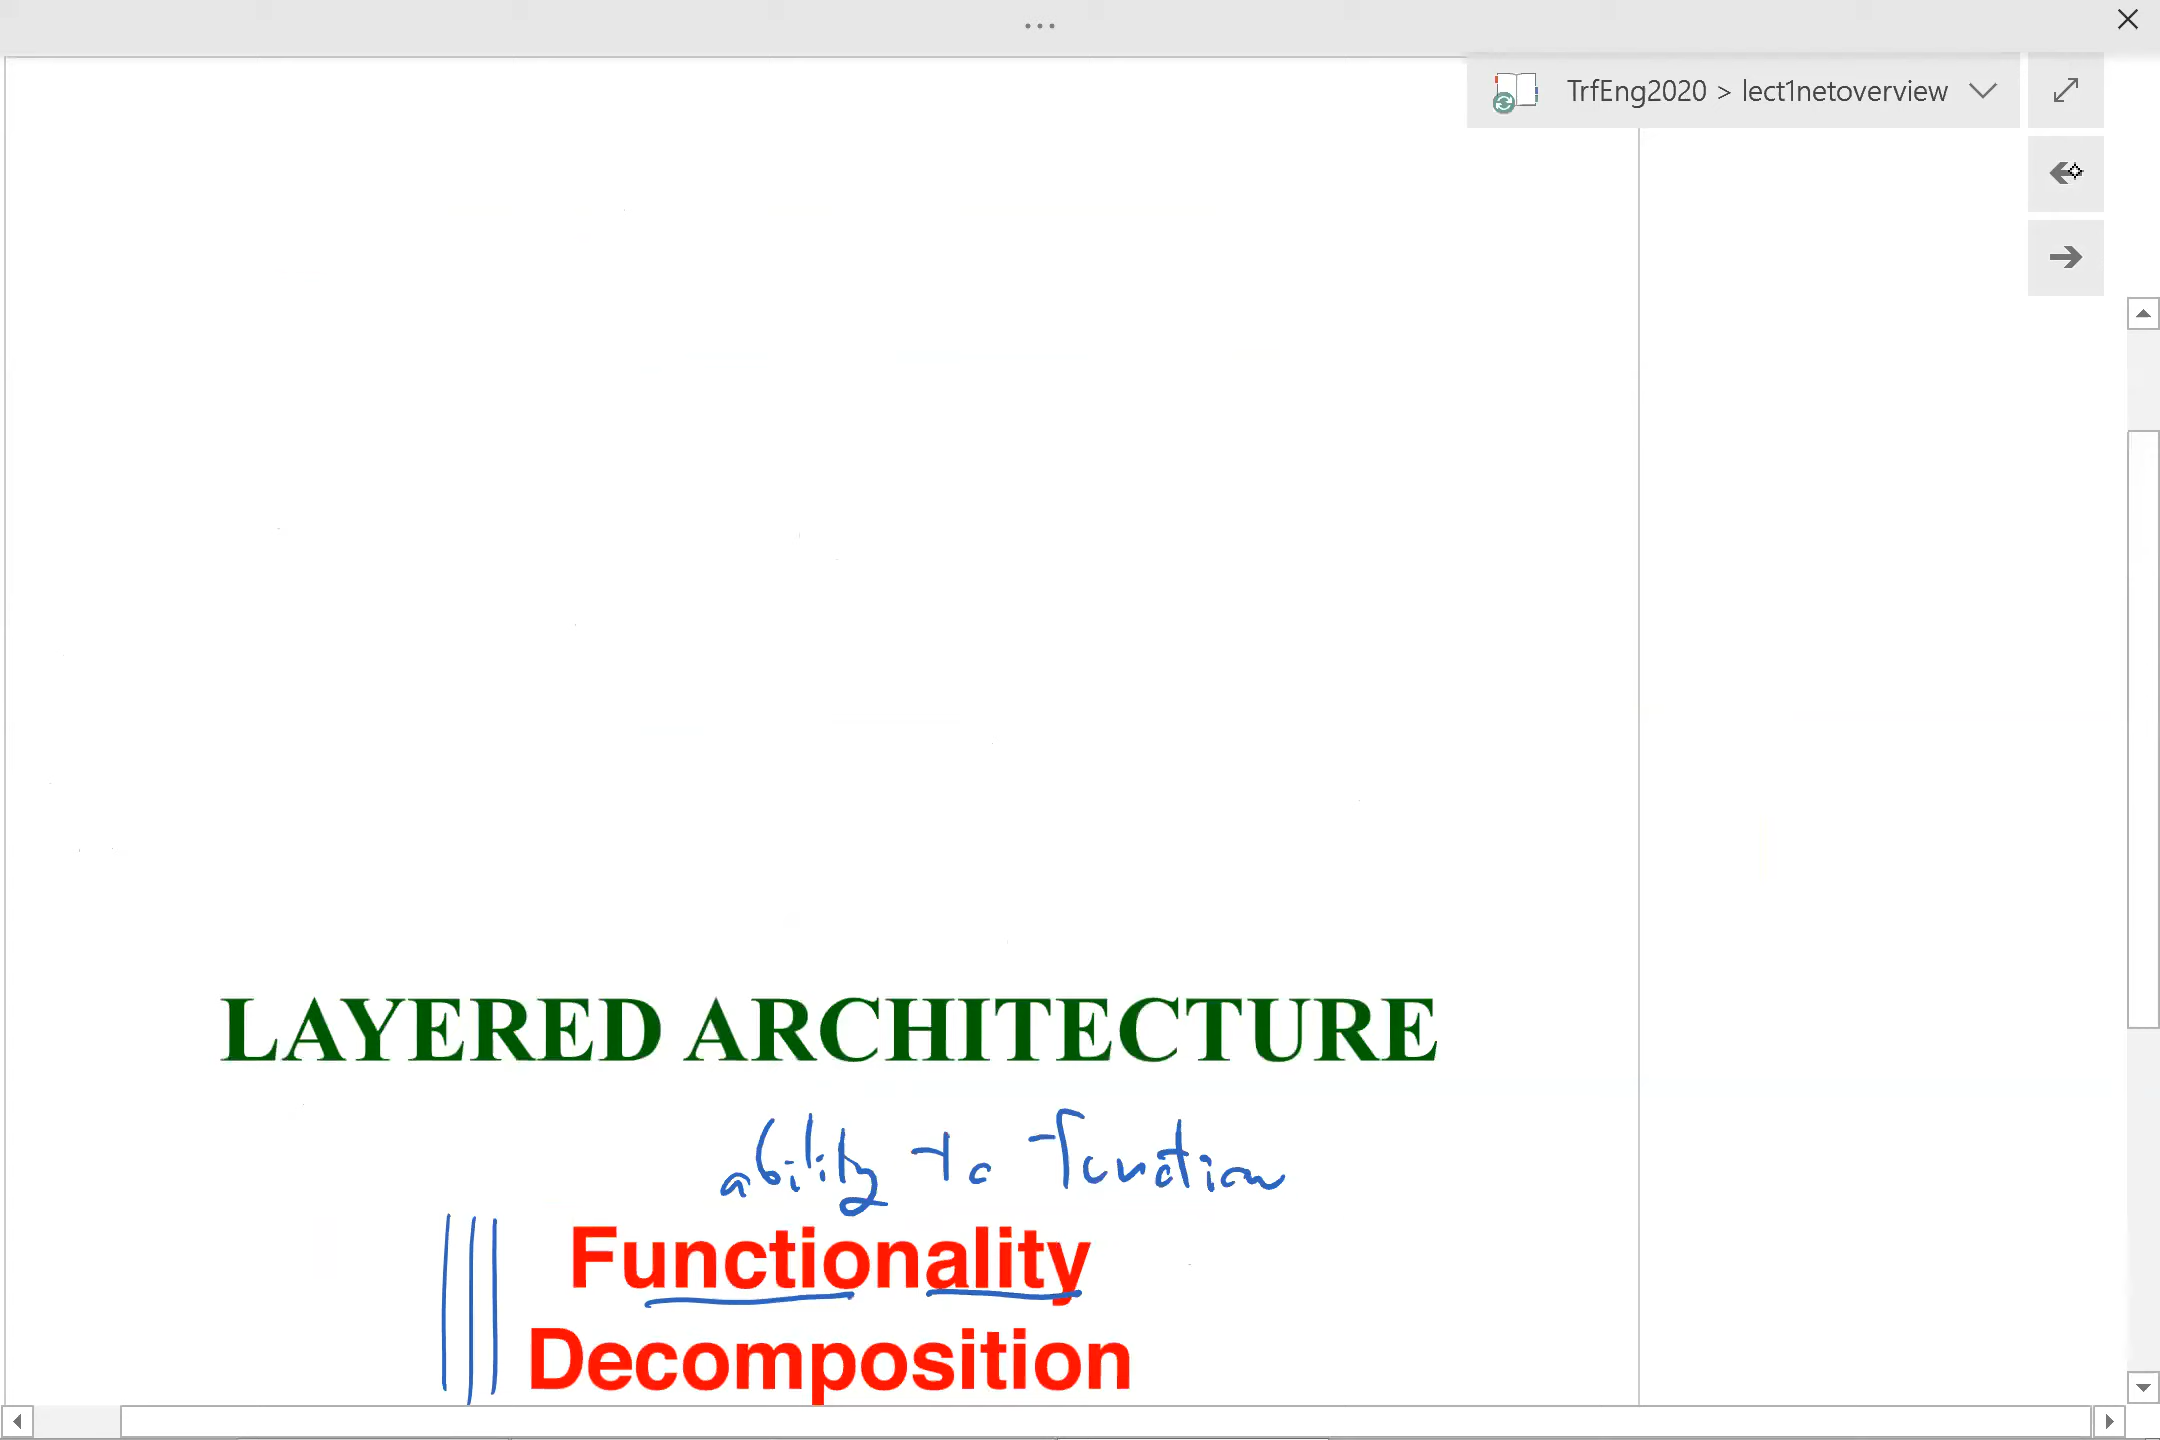 TrfEng2020 > lect1netoverview
LAYERED ARCHITECTURE
ability to function
Functionality
Decomposition